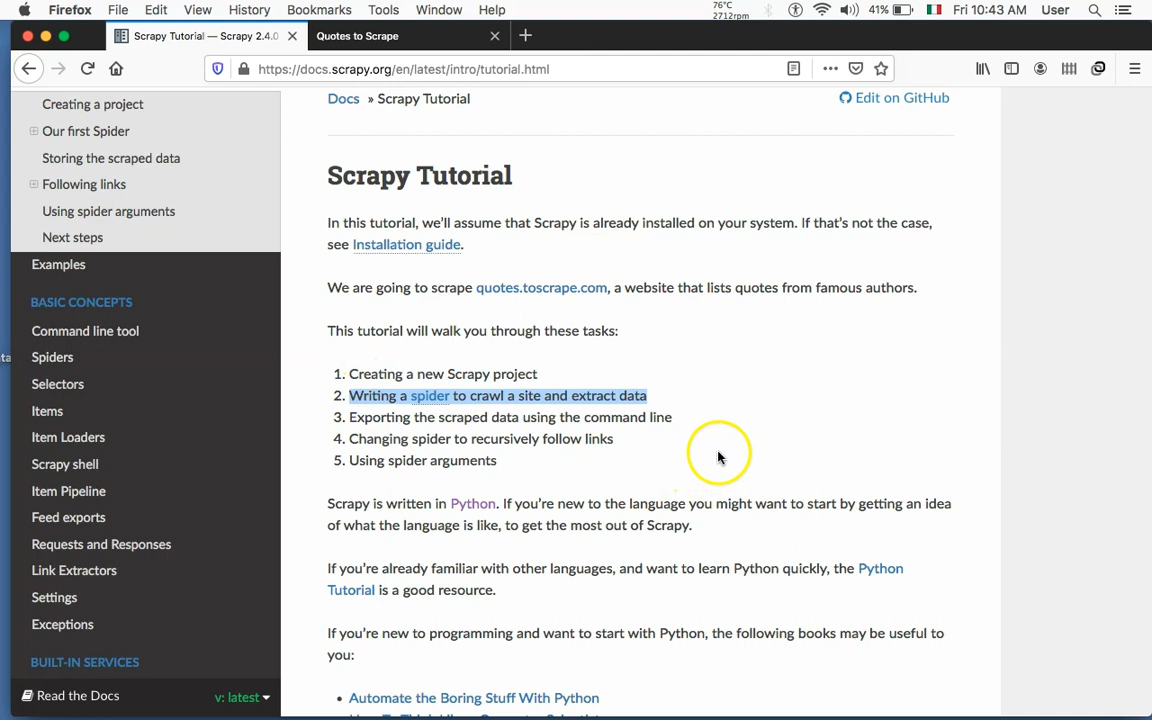 Firefox File Edit View History Bookmarks Tools Window Help 76°C 2712rpm 41% Fri 10:43 AM User
Scrapy Tutorial — Scrapy 2.4.0
Quotes to Scrape
https://docs.scrapy.org/en/latest/intro/tutorial.html
Creating a project
Our first Spider
Storing the scraped data
Following links
Using spider arguments
Next steps
Examples
BASIC CONCEPTS
Command line tool
Spiders
Selectors
Items
Item Loaders
Scrapy shell
Item Pipeline
Feed exports
Requests and Responses
Link Extractors
Settings
Exceptions
BUILT-IN SERVICES
Read the Docs v: latest
Docs » Scrapy Tutorial
Edit on GitHub
Scrapy Tutorial
In this tutorial, we’ll assume that Scrapy is already installed on your system. If that’s not the case,
see Installation guide.
We are going to scrape quotes.toscrape.com, a website that lists quotes from famous authors.
This tutorial will walk you through these tasks:
1. Creating a new Scrapy project
2. Writing a spider to crawl a site and extract data
3. Exporting the scraped data using the command line
4. Changing spider to recursively follow links
5. Using spider arguments
Scrapy is written in Python. If you’re new to the language you might want to start by getting an idea
of what the language is like, to get the most out of Scrapy.
If you’re already familiar with other languages, and want to learn Python quickly, the Python
Tutorial is a good resource.
If you’re new to programming and want to start with Python, the following books may be useful to
you:
• Automate the Boring Stuff With Python